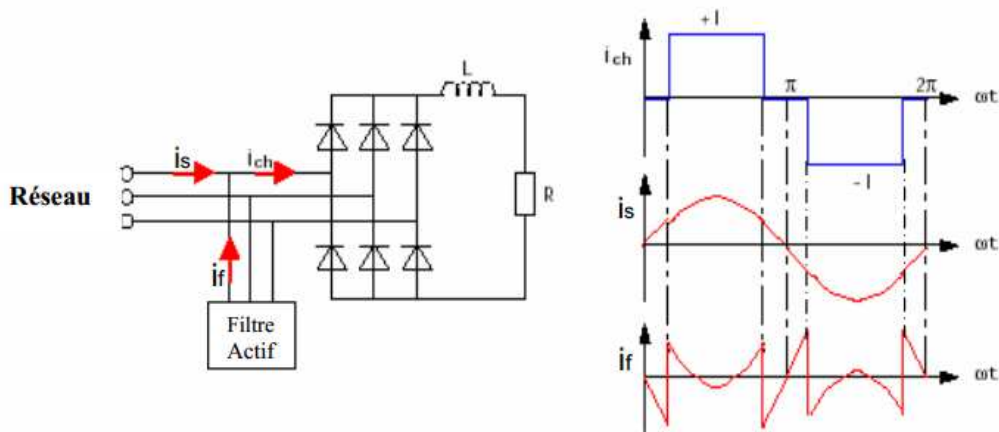 Réseau
is
ich
if
Filtre
Actif
L
R
ich
+I
π
2π
ωt
-I
is
ωt
if
ωt